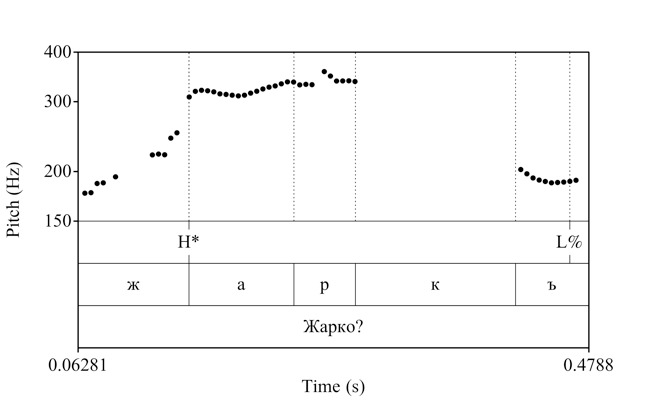 400
300
200
150
Pitch (Hz)
H* L%
ж а р к ъ
Жарко?
0.06281 0.4788
Time (s)